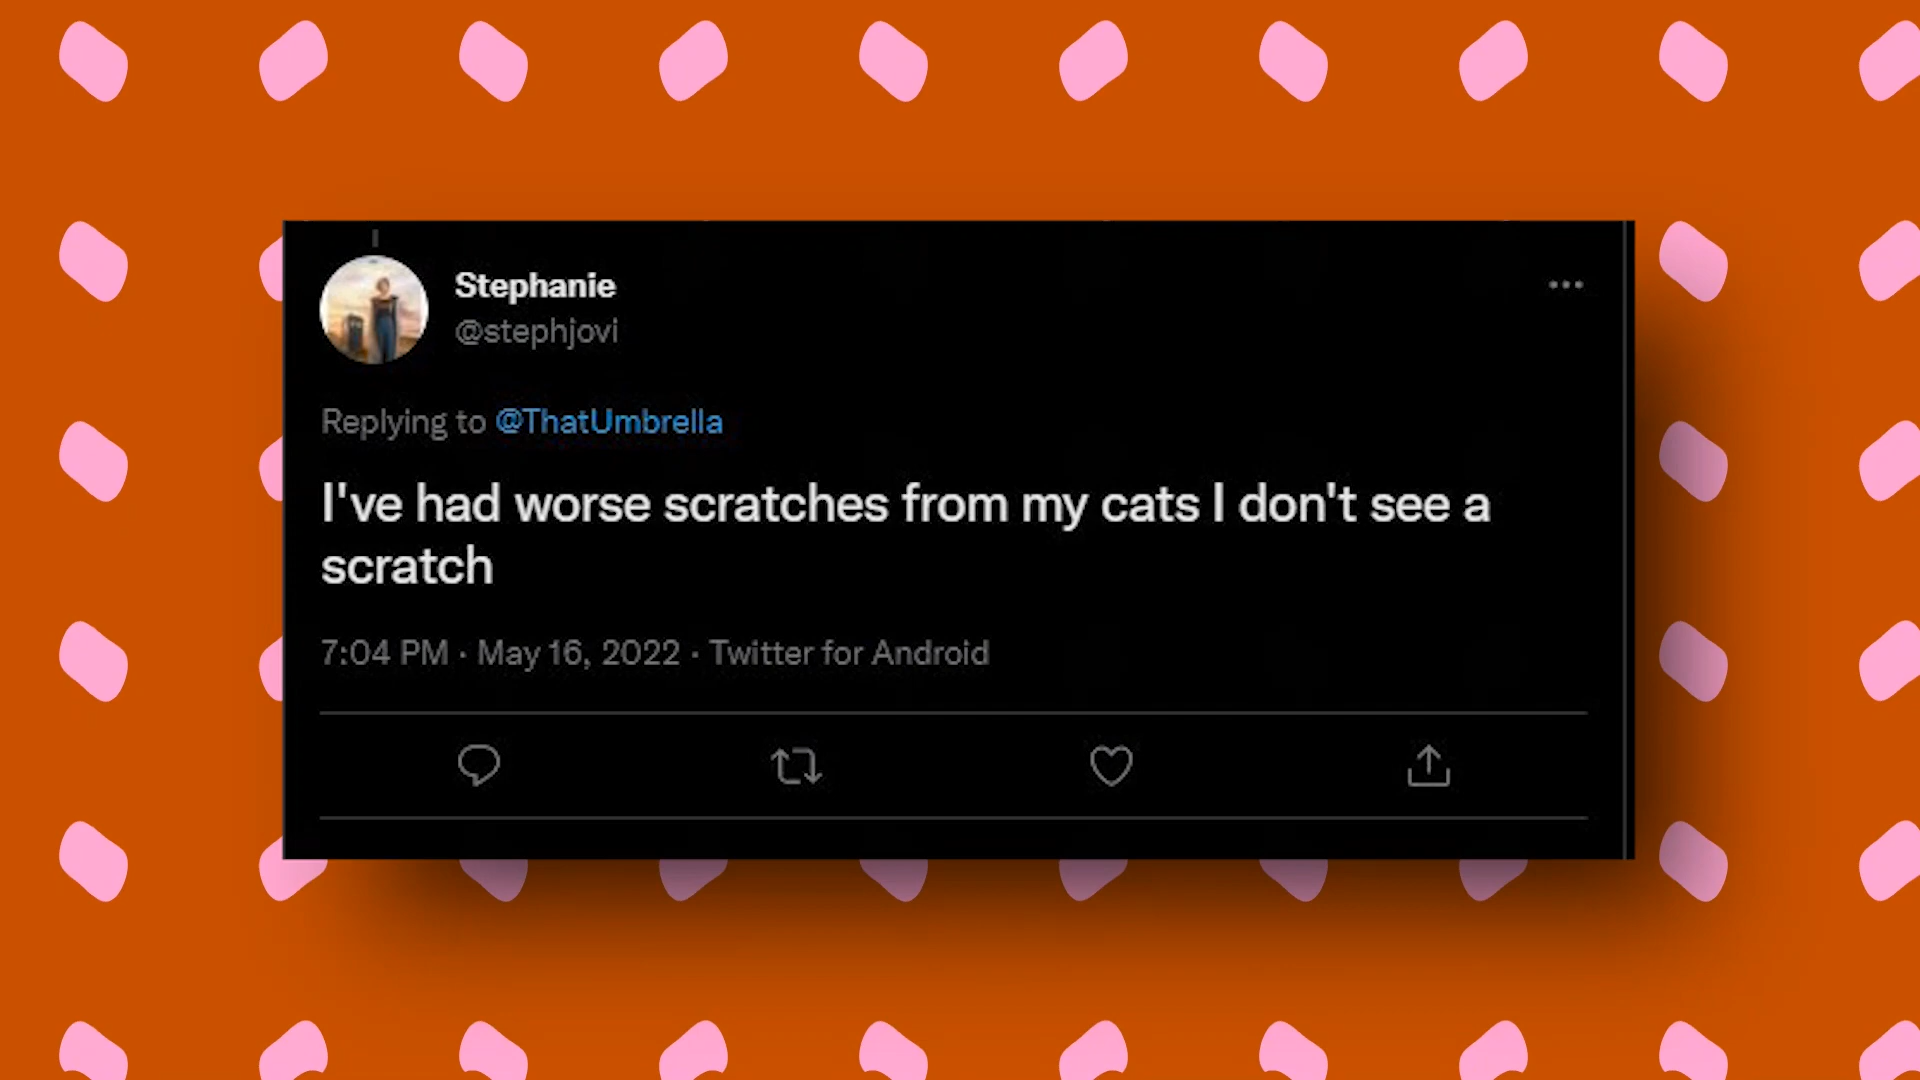 Stephanie
@stephjovi
Replying to @ThatUmbrella
I've had worse scratches from my cats I don't see a
scratch
7:04 PM · May 16, 2022 · Twitter for Android